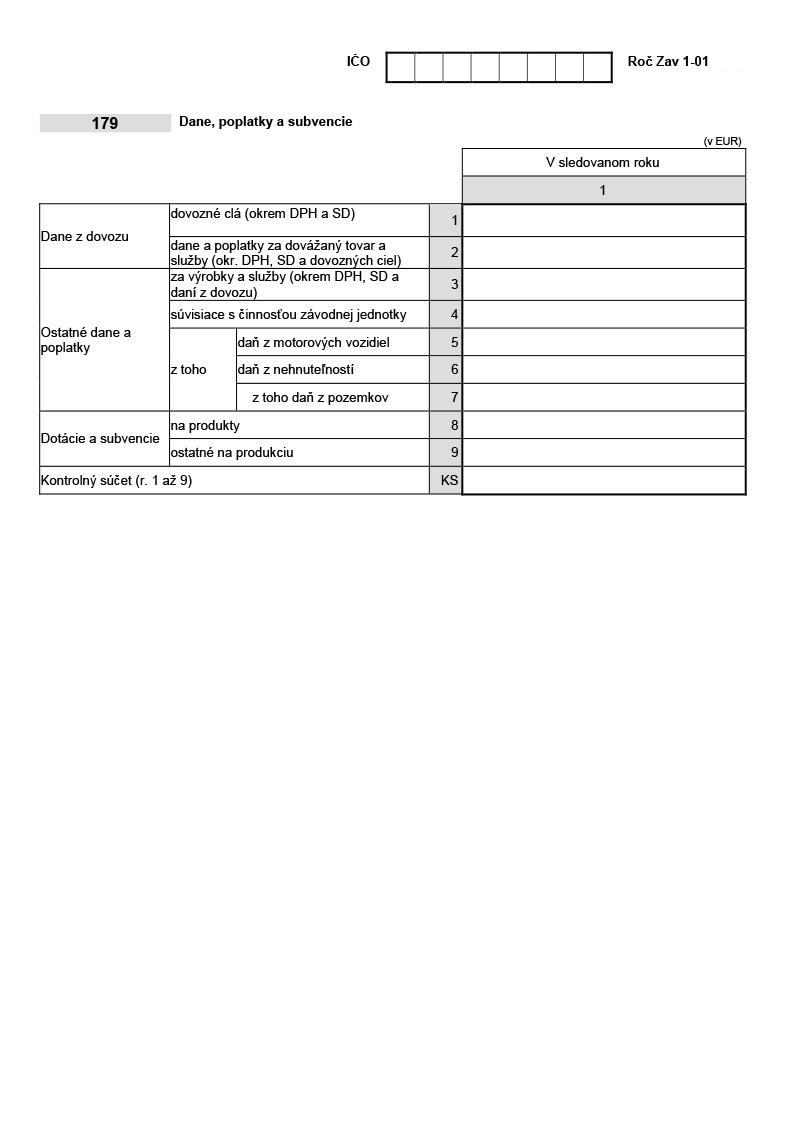 IČO
Roč Zav 1-01
179
Dane, poplatky a subvencie
(v EUR)
V sledovanom roku
1
Dane z dovozu
dovozné clá (okrem DPH a SD)
1
dane a poplatky za dovážaný tovar a
služby (okr. DPH, SD a dovozných ciel)
2
Ostatné dane a
poplatky
za výrobky a služby (okrem DPH, SD a
daní z dovozu)
3
súvisiace s činnosťou závodnej jednotky
4
z toho
daň z motorových vozidiel
5
daň z nehnuteľností
6
z toho daň z pozemkov
7
Dotácie a subvencie
na produkty
8
ostatné na produkciu
9
Kontrolný súčet (r. 1 až 9)
KS